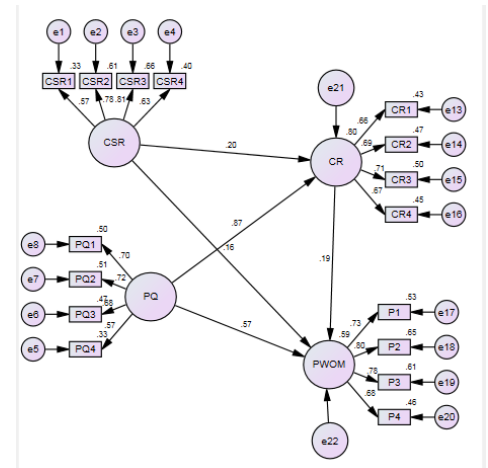 e1 e2 e3 e4
.33 .61 .66 .40
CSR1 CSR2 CSR3 CSR4
.57 .78 .81 .63
CSR
e21
.43
CR1 e13
.66
.80
.47
CR2 e14
.69
CR
.50
CR3 e15
.71
.45
CR4 e16
.67
.20
.87
.16
.19
.50
e8 PQ1
.70
.51
e7 PQ2
.72
.47
e6 PQ3
.68
.33
e5 PQ4
.57
PQ
.57
.53
P1 e17
.73
.59
.65
P2 e18
.80
PWOM
.61
P3 e19
.78
.46
P4 e20
.68
e22